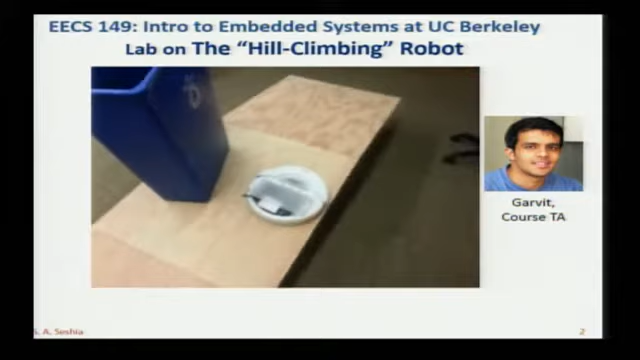 EECS 149: Intro to Embedded Systems at UC Berkeley
Lab on The "Hill-Climbing" Robot
Garvit,
Course TA
S. A. Seshia
2